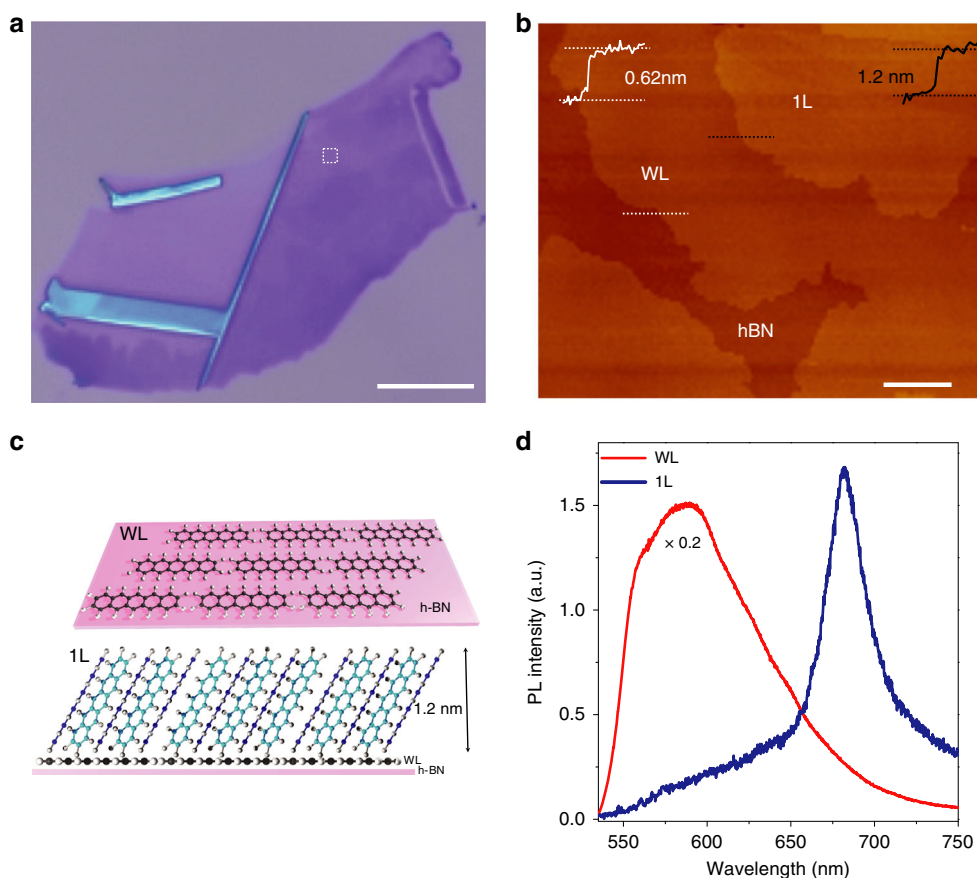 a
b
0.62nm
1.2 nm
1L
WL
hBN
c
WL
h-BN
1L
1.2 nm
WL
h-BN
d
WL
1L
× 0.2
PL intensity (a.u.)
1.5
1.0
0.5
0.0
550 600 650 700 750
Wavelength (nm)